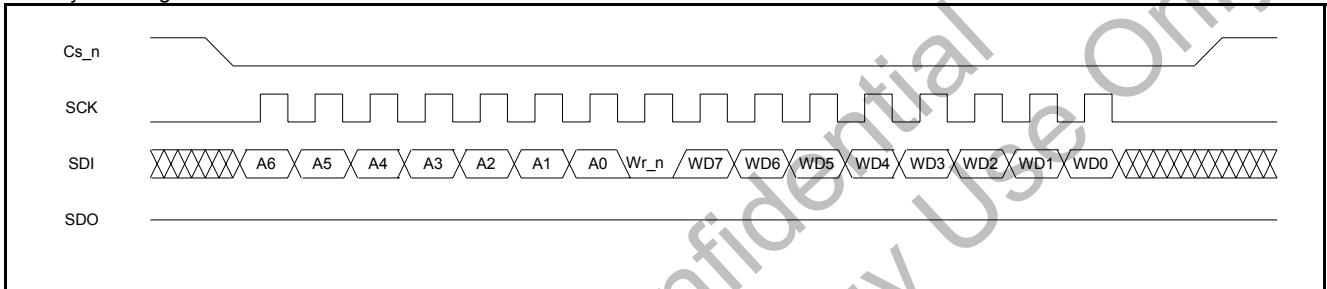 Cs_n
SCK
SDI A6 A5 A4 A3 A2 A1 A0 Wr_n WD7 WD6 WD5 WD4 WD3 WD2 WD1 WD0
SDO